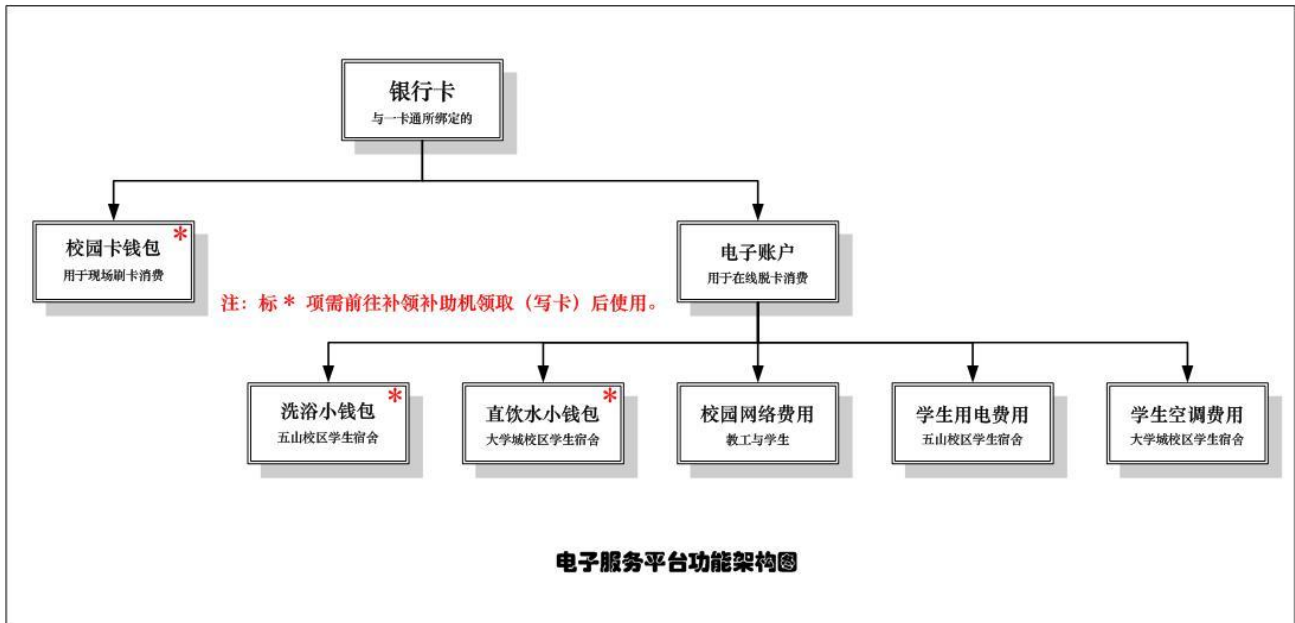 银行卡
与一卡通所绑定的
校园卡钱包 *
用于现场刷卡消费
电子账户
用于在线脱卡消费
注：标 * 项需前往补领补助机领取（写卡）后使用。
洗浴小钱包 *
五山校区学生宿舍
直饮水小钱包 *
大学城校区学生宿舍
校园网络费用
教工与学生
学生用电费用
五山校区学生宿舍
学生空调费用
大学城校区学生宿舍
电子服务平台功能架构图